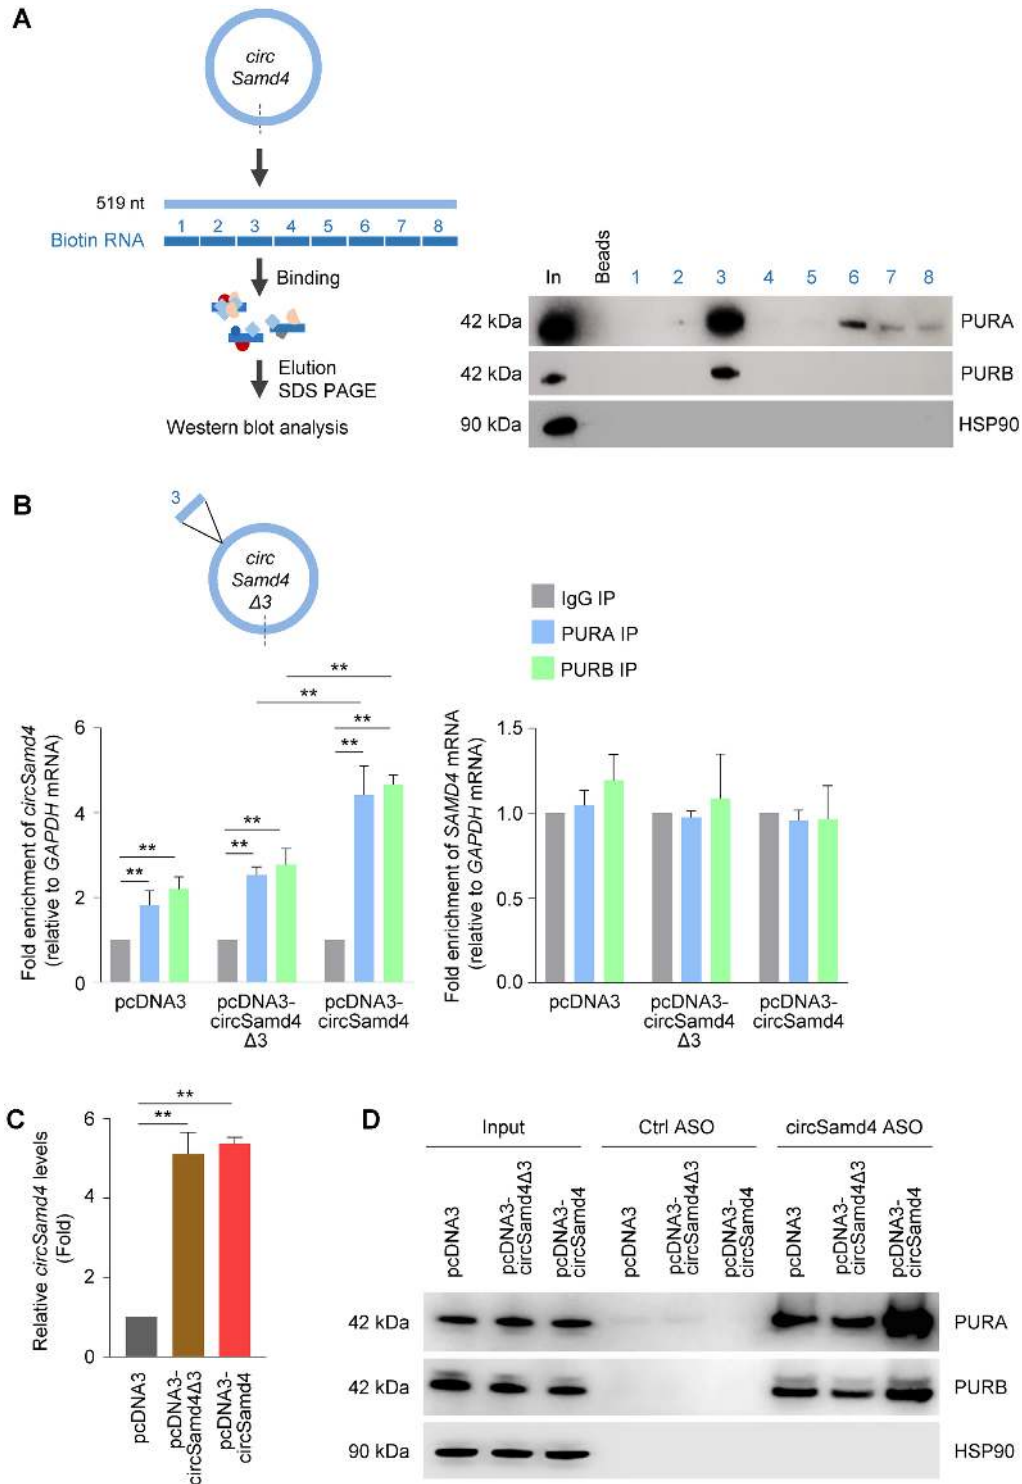 A
circ
Samd4
519 nt
1 2 3 4 5 6 7 8
Biotin RNA
Binding
Elution
SDS PAGE
Western blot analysis
In Beads 1 2 3 4 5 6 7 8
42 kDa PURA
42 kDa PURB
90 kDa HSP90
B
3
circ
Samd4
Δ3
IgG IP
PURA IP
PURB IP
Fold enrichment of circSamd4
(relative to GAPDH mRNA)
6
4
2
0
** **
** **
** **
**
**
pcDNA3
pcDNA3-
circSamd4
Δ3
pcDNA3-
circSamd4
Fold enrichment of SAMD4 mRNA
(relative to GAPDH mRNA)
1.5
1.0
0.5
0.0
pcDNA3
pcDNA3-
circSamd4
Δ3
pcDNA3-
circSamd4
C
Relative circSamd4 levels
(Fold)
6
4
2
0
**
**
pcDNA3
pcDNA3-
circSamd4Δ3
pcDNA3-
circSamd4
D
Input Ctrl ASO circSamd4 ASO
pcDNA3
pcDNA3-
circSamd4Δ3
pcDNA3-
circSamd4
pcDNA3
pcDNA3-
circSamd4Δ3
pcDNA3-
circSamd4
pcDNA3
pcDNA3-
circSamd4Δ3
pcDNA3-
circSamd4
42 kDa PURA
42 kDa PURB
90 kDa HSP90